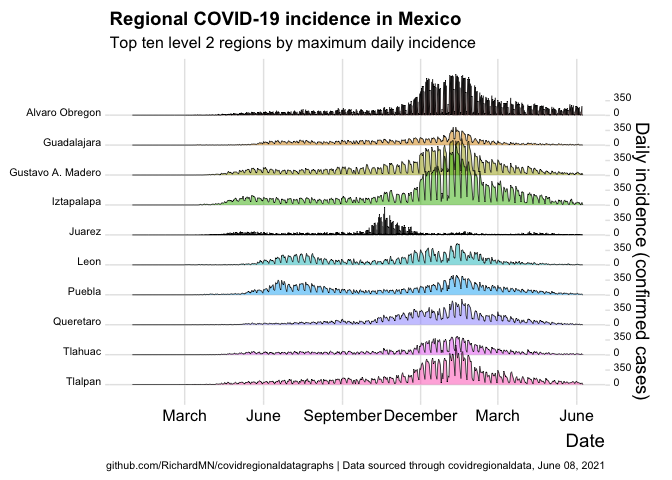 Regional COVID-19 incidence in Mexico
Top ten level 2 regions by maximum daily incidence
Alvaro Obregon
350
0
Guadalajara
350
0
Gustavo A. Madero
350
0
Iztapalapa
350
0
Juarez
350
0
Leon
350
0
Puebla
350
0
Queretaro
350
0
Tlahuac
350
0
Tlalpan
350
0
Daily incidence (confirmed cases)
March June September December March June
Date
github.com/RichardMN/covidregionaldatagraphs | Data sourced through covidregionaldata, June 08, 2021